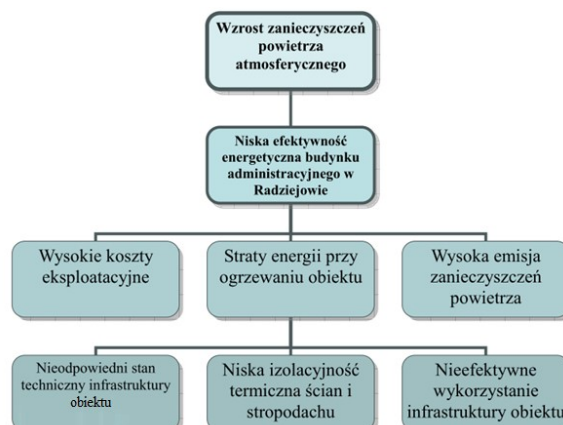 Wzrost zanieczyszczeń
powietrza
atmosferycznego
Niska efektywność
energetyczna budynku
administracyjnego w
Radziejowie
Wysokie koszty
eksploatacyjne
Straty energii przy
ogrzewaniu obiektu
Wysoka emisja
zanieczyszczeń
powietrza
Nieodpowiedni stan
techniczny infrastruktury
obiektu
Niska izolacyjność
termiczna ścian i
stropodachu
Nieefektywne
wykorzystanie
infrastruktury obiektu